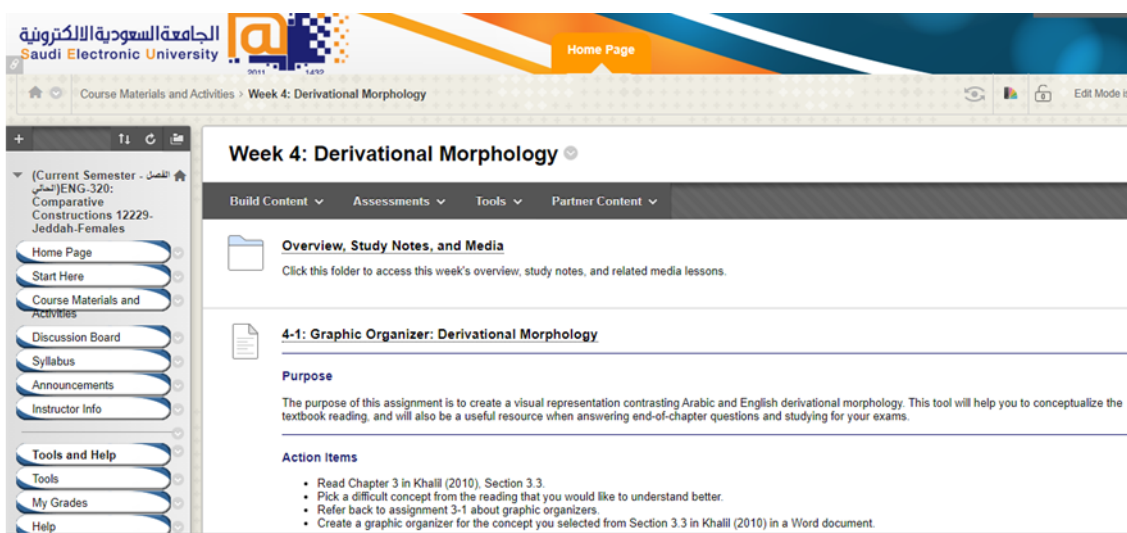 الجامعة السعودية الالكترونية
Saudi Electronic University
2011 1432
Home Page
Course Materials and Activities > Week 4: Derivational Morphology
Edit Mode is
+
(Current Semester - الفصل
الحالي)ENG-320:
Comparative
Constructions 12229-
Jeddah-Females
Home Page
Start Here
Course Materials and
Activities
Discussion Board
Syllabus
Announcements
Instructor Info
Tools and Help
Tools
My Grades
Help
Week 4: Derivational Morphology
Build Content Assessments Tools Partner Content
Overview, Study Notes, and Media
Click this folder to access this week's overview, study notes, and related media lessons.
4-1: Graphic Organizer: Derivational Morphology
Purpose
The purpose of this assignment is to create a visual representation contrasting Arabic and English derivational morphology. This tool will help you to conceptualize the
textbook reading, and will also be a useful resource when answering end-of-chapter questions and studying for your exams.
Action Items
• Read Chapter 3 in Khalil (2010), Section 3.3.
• Pick a difficult concept from the reading that you would like to understand better.
• Refer back to assignment 3-1 about graphic organizers.
• Create a graphic organizer for the concept you selected from Section 3.3 in Khalil (2010) in a Word document.